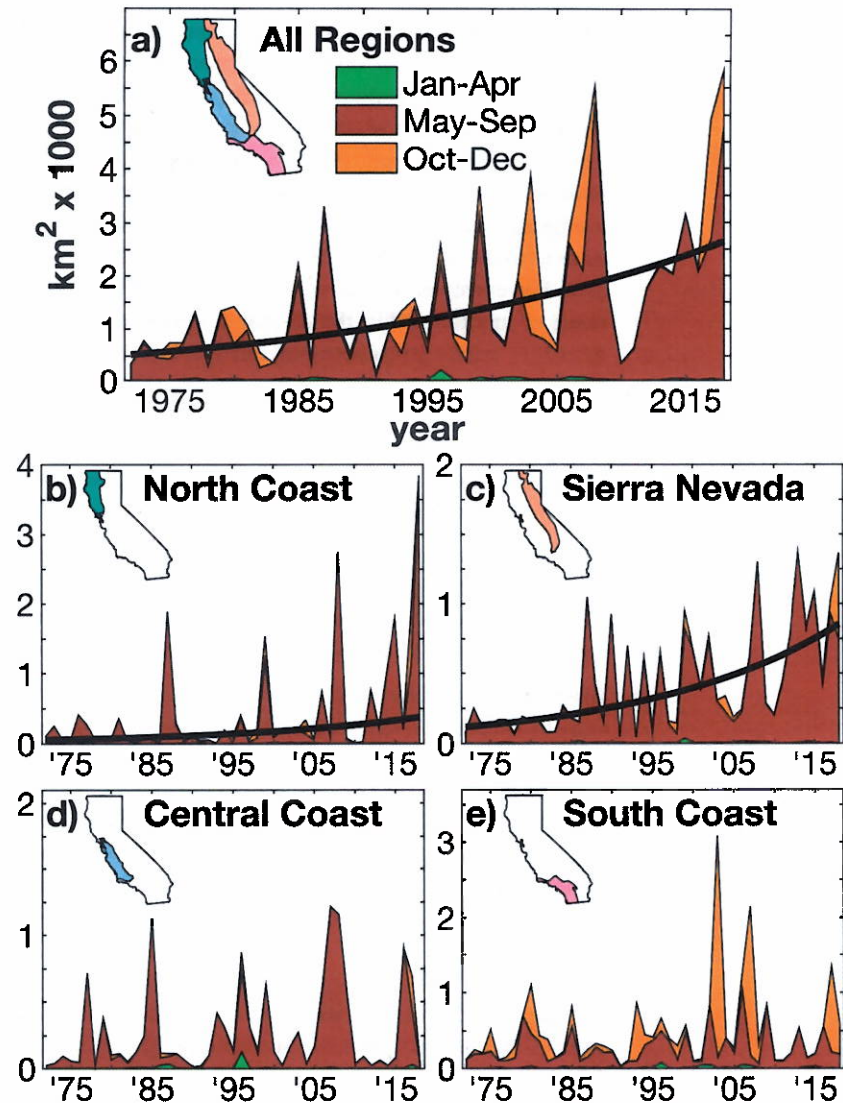 a) All Regions
Jan-Apr
May-Sep
Oct-Dec
km² x 1000
6
5
4
3
2
1
0
1975 1985 1995 2005 2015
year
b) North Coast
4
3
2
1
0
'75 '85 '95 '05 '15
c) Sierra Nevada
2
1
0
'75 '85 '95 '05 '15
d) Central Coast
2
1
0
'75 '85 '95 '05 '15
e) South Coast
3
2
1
0
'75 '85 '95 '05 '15